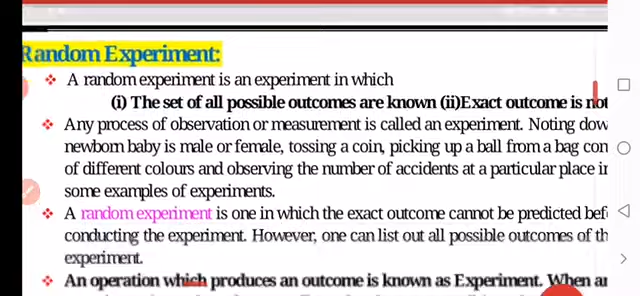 Random Experiment:
❖ A random experiment is an experiment in which
(i) The set of all possible outcomes are known (ii)Exact outcome is not
❖ Any process of observation or measurement is called an experiment. Noting dow
newborn baby is male or female, tossing a coin, picking up a ball from a bag con
of different colours and observing the number of accidents at a particular place in
some examples of experiments.
❖ A random experiment is one in which the exact outcome cannot be predicted bef
conducting the experiment. However, one can list out all possible outcomes of th
experiment.
❖ An operation which produces an outcome is known as Experiment. When an